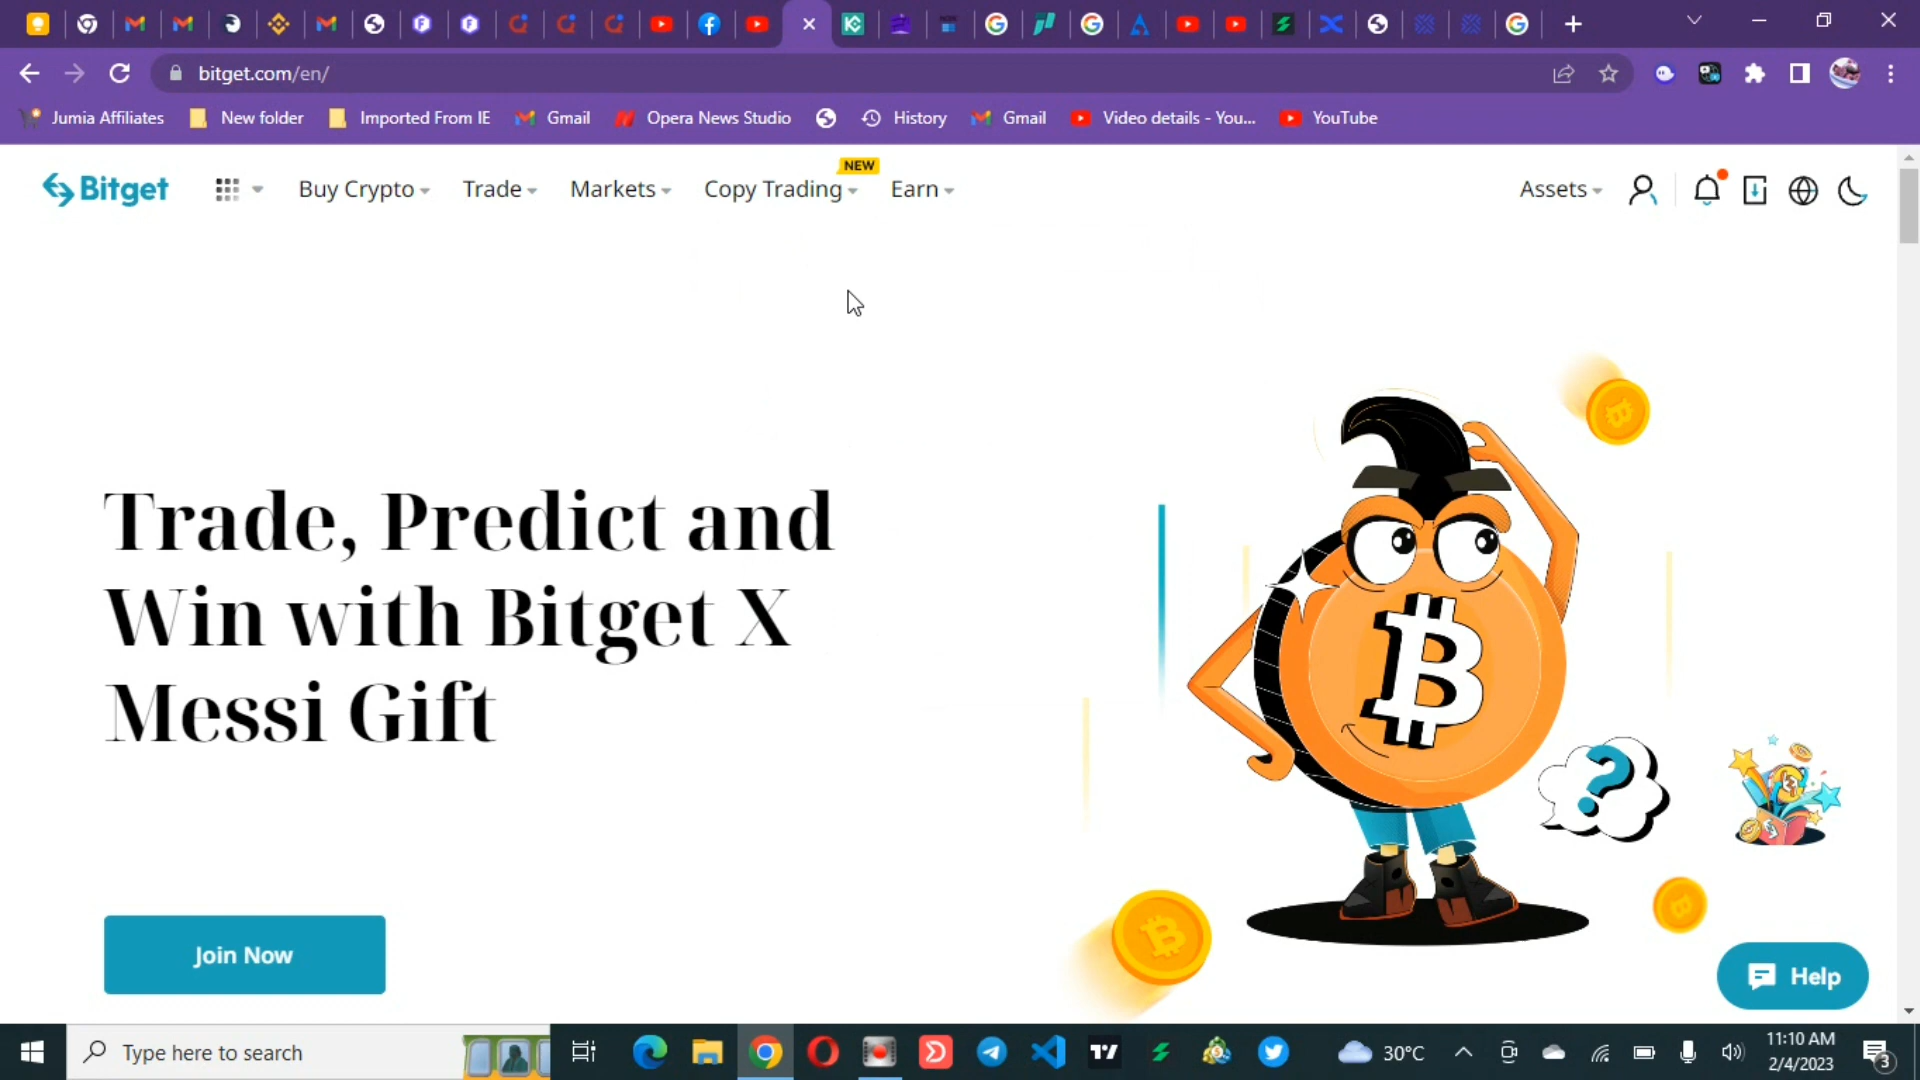 bitget.com/en/
Jumia Affiliates New folder Imported From IE Gmail Opera News Studio History Gmail Video details - You... YouTube
NEW
Bitget Buy Crypto Trade Markets Copy Trading Earn Assets
Trade, Predict and
Win with Bitget X
Messi Gift
Join Now
Help
Type here to search
30°C
11:10 AM
2/4/2023
3